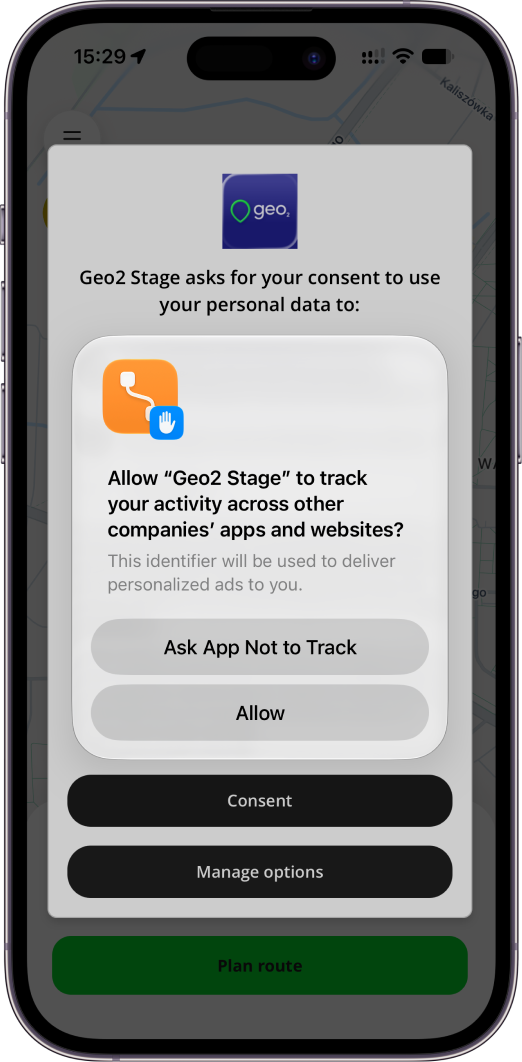 15:29
Kaliszówka
geo₂
Geo2 Stage asks for your consent to use
your personal data to:
Allow “Geo2 Stage” to track
your activity across other
companies’ apps and websites?
This identifier will be used to deliver
personalized ads to you.
WA
go
Ask App Not to Track
Allow
Consent
Manage options
Plan route